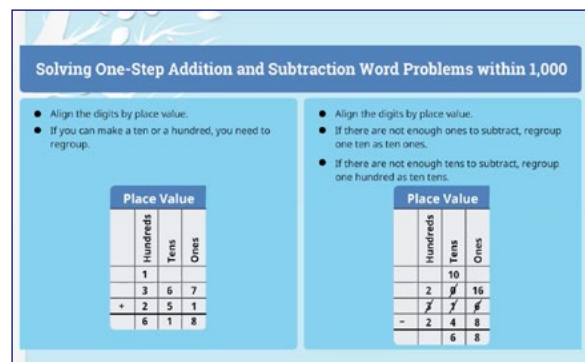 Solving One-Step Addition and Subtraction Word Problems within 1,000
● Align the digits by place value.
● If you can make a ten or a hundred, you need to
regroup.
Place Value
Hundreds Tens Ones
1
3 6 7
+ 2 5 1
6 1 8
● Align the digits by place value.
● If there are not enough ones to subtract, regroup
one ten as ten ones.
● If there are not enough tens to subtract, regroup
one hundred as ten tens.
Place Value
Hundreds Tens Ones
10
2 0 16
3 1 6
− 2 4 8
6 8